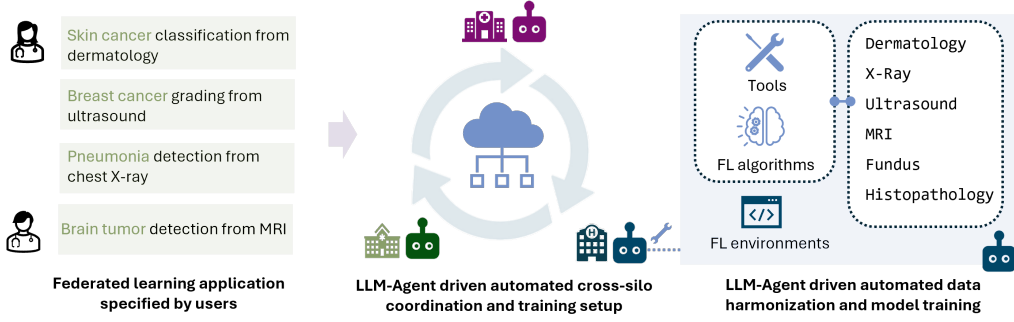 Skin cancer classification from
dermatology
Breast cancer grading from
ultrasound
Pneumonia detection from
chest X-ray
Brain tumor detection from MRI
Federated learning application
specified by users
H
LLM-Agent driven automated cross-silo
coordination and training setup
Tools
FL algorithms
</>
FL environments
Dermatology
X-Ray
Ultrasound
MRI
Fundus
Histopathology
LLM-Agent driven automated data
harmonization and model training